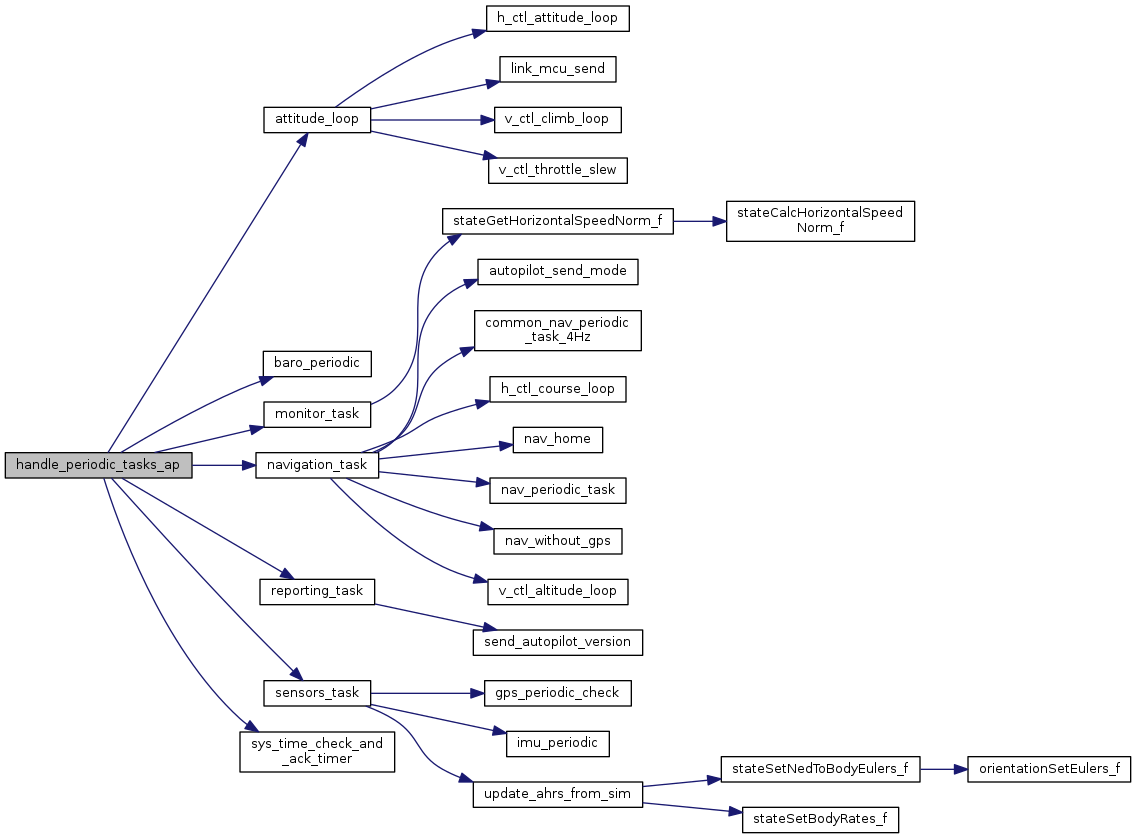 h_ctl_attitude_loop
link_mcu_send
attitude_loop
v_ctl_climb_loop
v_ctl_throttle_slew
stateGetHorizontalSpeedNorm_f
stateCalcHorizontalSpeed
Norm_f
autopilot_send_mode
common_nav_periodic
_task_4Hz
baro_periodic
h_ctl_course_loop
monitor_task
nav_home
handle_periodic_tasks_ap
navigation_task
nav_periodic_task
nav_without_gps
reporting_task
v_ctl_altitude_loop
send_autopilot_version
sensors_task
gps_periodic_check
sys_time_check_and
_ack_timer
imu_periodic
stateSetNedToBodyEulers_f
orientationSetEulers_f
update_ahrs_from_sim
stateSetBodyRates_f